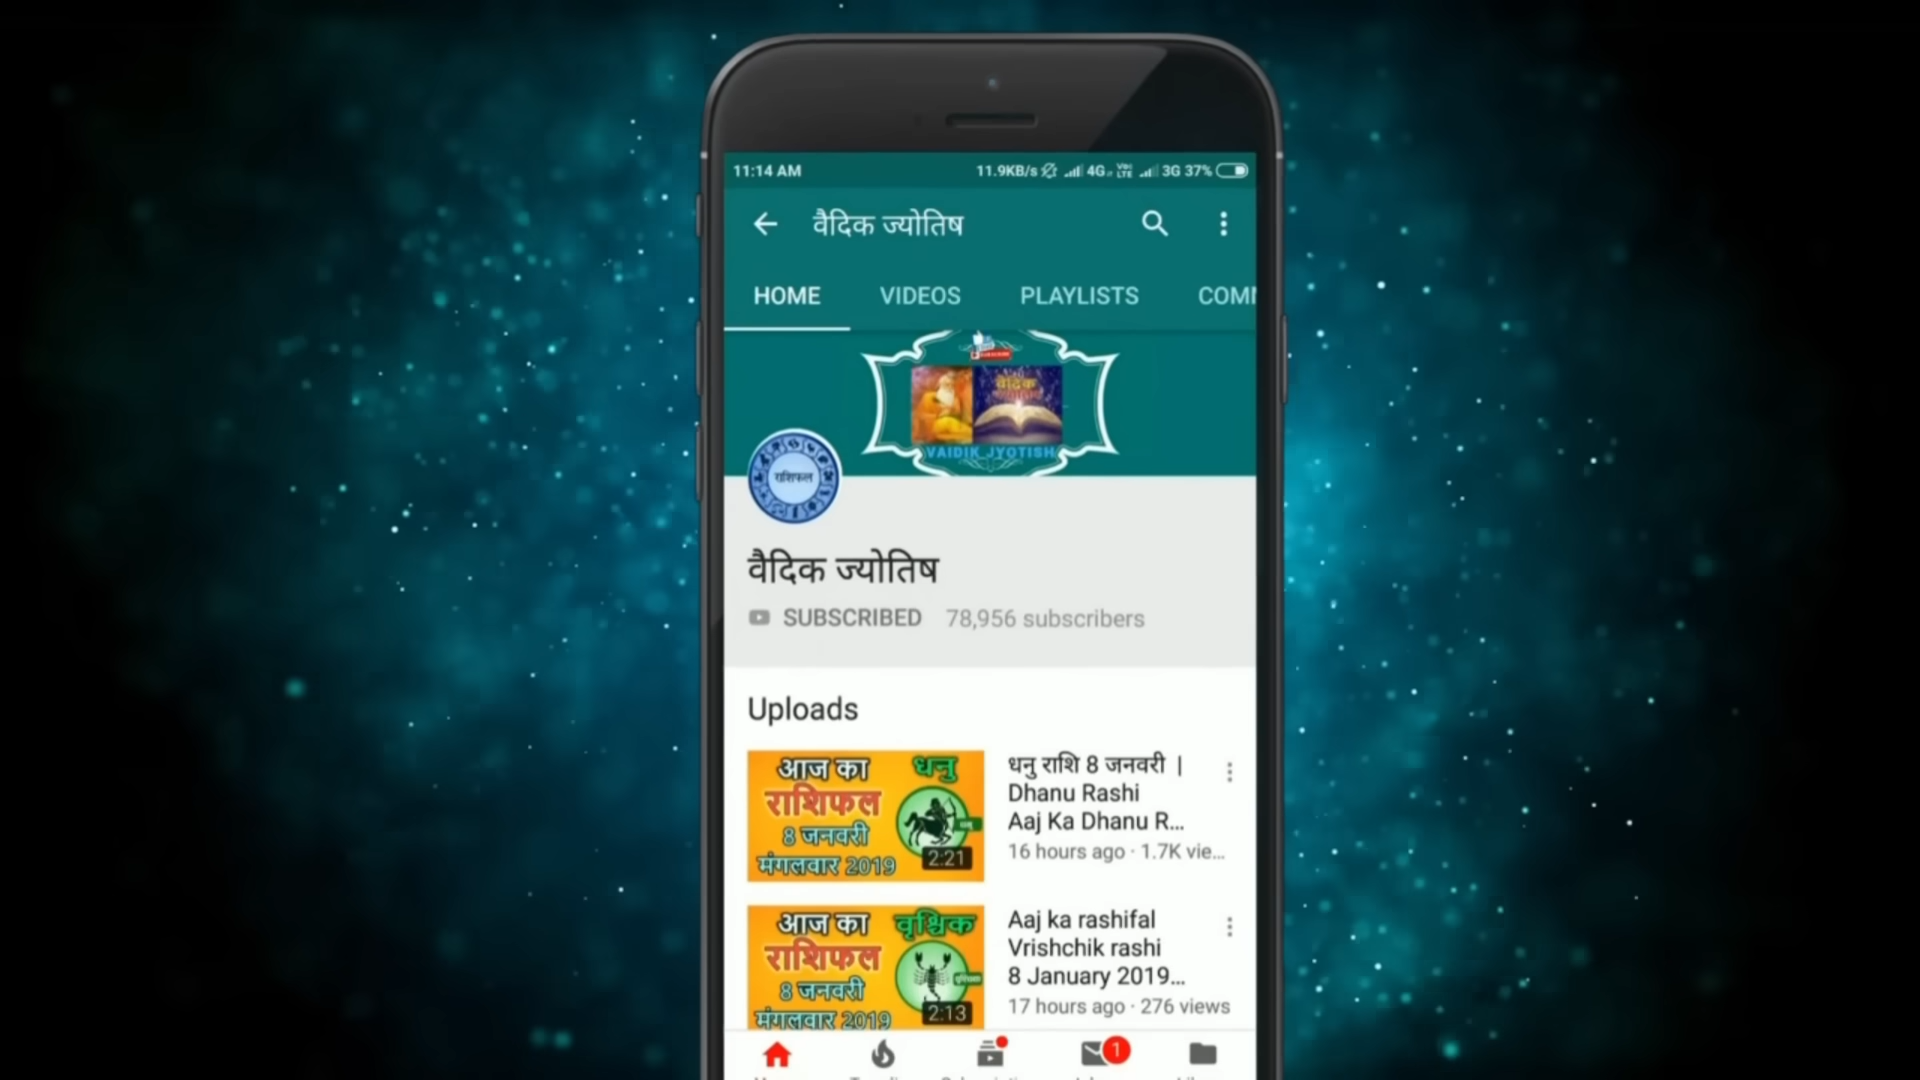 11:14 AM 11.9KB/s 4G VoLTE 3G 37%
वैदिक ज्योतिष
HOME VIDEOS PLAYLISTS COM
वैदिक
VAIDIK JYOTISH
राशिफल
वैदिक ज्योतिष
SUBSCRIBED 78,956 subscribers
Uploads
आज का धनु
राशिफल
8 जनवरी
मंगलवार 2019
2:21
धनु राशि 8 जनवरी |
Dhanu Rashi
Aaj Ka Dhanu R...
16 hours ago · 1.7K vie...
आज का वृश्चिक
राशिफल
8 जनवरी
मंगलवार 2019
2:13
Aaj ka rashifal
Vrishchik rashi
8 January 2019...
17 hours ago · 276 views
1